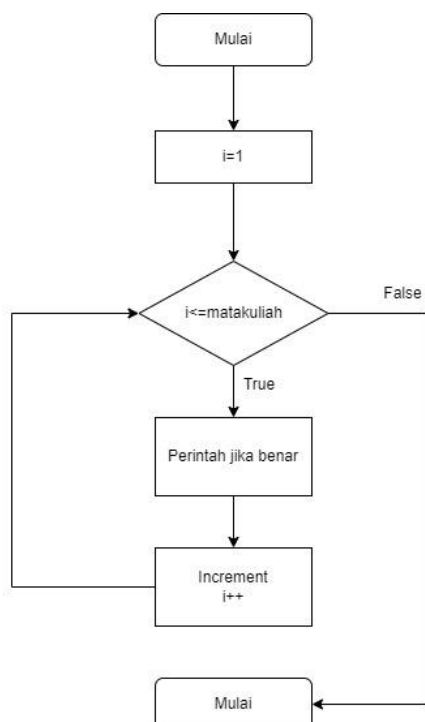 Mulai
i=1
i<=matakuliah
False
True
Perintah jika benar
Increment
i++
Mulai